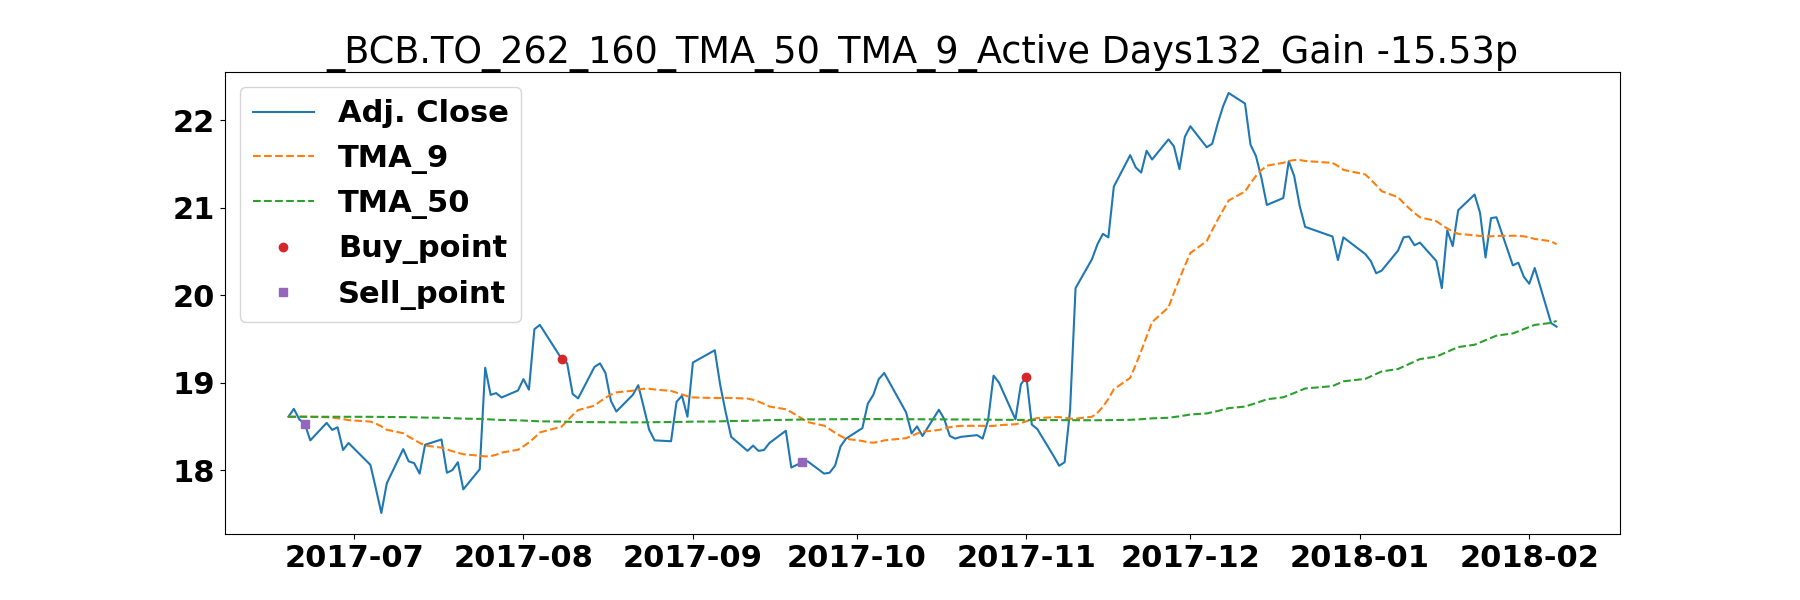 _BCB.TO_262_160_TMA_50_TMA_9_Active Days132_Gain -15.53p
Adj. Close
TMA_9
TMA_50
Buy_point
Sell_point
22
21
20
19
18
2017-07 2017-08 2017-09 2017-10 2017-11 2017-12 2018-01 2018-02